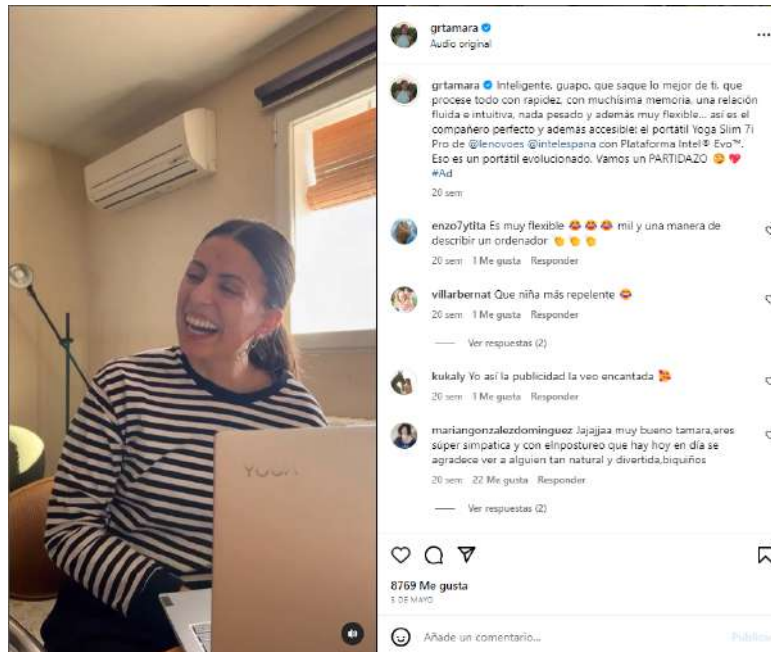 grtamara
Audio original
grtamara Inteligente, guapo, que saque lo mejor de ti, que
procese todo con rapidez, con muchísima memoria, una relación
fluida e intuitiva, nada pesado y además muy flexible... así es el
compañero perfecto y además accesible: el portátil Yoga Slim 7i
Pro de @lenovoes @intelespana con Plataforma Intel® Evo™.
Eso es un portátil evolucionado. Vamos un PARTIDAZO 😏 💖
#Ad
20 sem
enzo7ytita Es muy flexible 😂 😂 😂 mil y una manera de
describir un ordenador 👏 👏 👏
20 sem 1 Me gusta Responder
villarbernat Que niña más repelente 😂
20 sem 1 Me gusta Responder
Ver respuestas (2)
kukaly Yo así la publicidad la veo encantada 🥰
20 sem 1 Me gusta Responder
mariangonzalezdominguez Jajajjaa muy bueno tamara,eres
súper simpatica y con elnpostureo que hay hoy en día se
agradece ver a alguien tan natural y divertida,biquiños
20 sem 22 Me gusta Responder
Ver respuestas (2)
8769 Me gusta
5 DE MAYO
Añade un comentario...
Publicar
YOGA